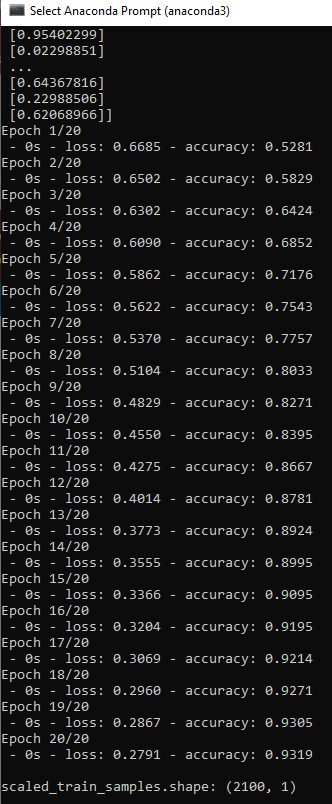 Select Anaconda Prompt (anaconda3)
[0.95402299]
[0.02298851]
...
[0.64367816]
[0.22988506]
[0.62068966]]
Epoch 1/20
- 0s - loss: 0.6685 - accuracy: 0.5281
Epoch 2/20
- 0s - loss: 0.6502 - accuracy: 0.5829
Epoch 3/20
- 0s - loss: 0.6302 - accuracy: 0.6424
Epoch 4/20
- 0s - loss: 0.6090 - accuracy: 0.6852
Epoch 5/20
- 0s - loss: 0.5862 - accuracy: 0.7176
Epoch 6/20
- 0s - loss: 0.5622 - accuracy: 0.7543
Epoch 7/20
- 0s - loss: 0.5370 - accuracy: 0.7757
Epoch 8/20
- 0s - loss: 0.5104 - accuracy: 0.8033
Epoch 9/20
- 0s - loss: 0.4829 - accuracy: 0.8271
Epoch 10/20
- 0s - loss: 0.4550 - accuracy: 0.8395
Epoch 11/20
- 0s - loss: 0.4275 - accuracy: 0.8667
Epoch 12/20
- 0s - loss: 0.4014 - accuracy: 0.8781
Epoch 13/20
- 0s - loss: 0.3773 - accuracy: 0.8924
Epoch 14/20
- 0s - loss: 0.3555 - accuracy: 0.8995
Epoch 15/20
- 0s - loss: 0.3366 - accuracy: 0.9095
Epoch 16/20
- 0s - loss: 0.3204 - accuracy: 0.9195
Epoch 17/20
- 0s - loss: 0.3069 - accuracy: 0.9214
Epoch 18/20
- 0s - loss: 0.2960 - accuracy: 0.9271
Epoch 19/20
- 0s - loss: 0.2867 - accuracy: 0.9305
Epoch 20/20
- 0s - loss: 0.2791 - accuracy: 0.9319
scaled_train_samples.shape: (2100, 1)